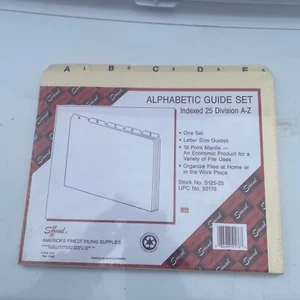 A B C D E F
ALPHABETIC GUIDE SET
Indexed 25 Division A-Z
• One Set
• Letter Size Guides
• 18 Point Manila —
An Economic Product for a
Variety of File Uses
• Organize Files at Home or
in the Work Place
Stock No. S125-25
UPC No. 50176
Smead
AMERICA'S FINEST FILING SUPPLIES